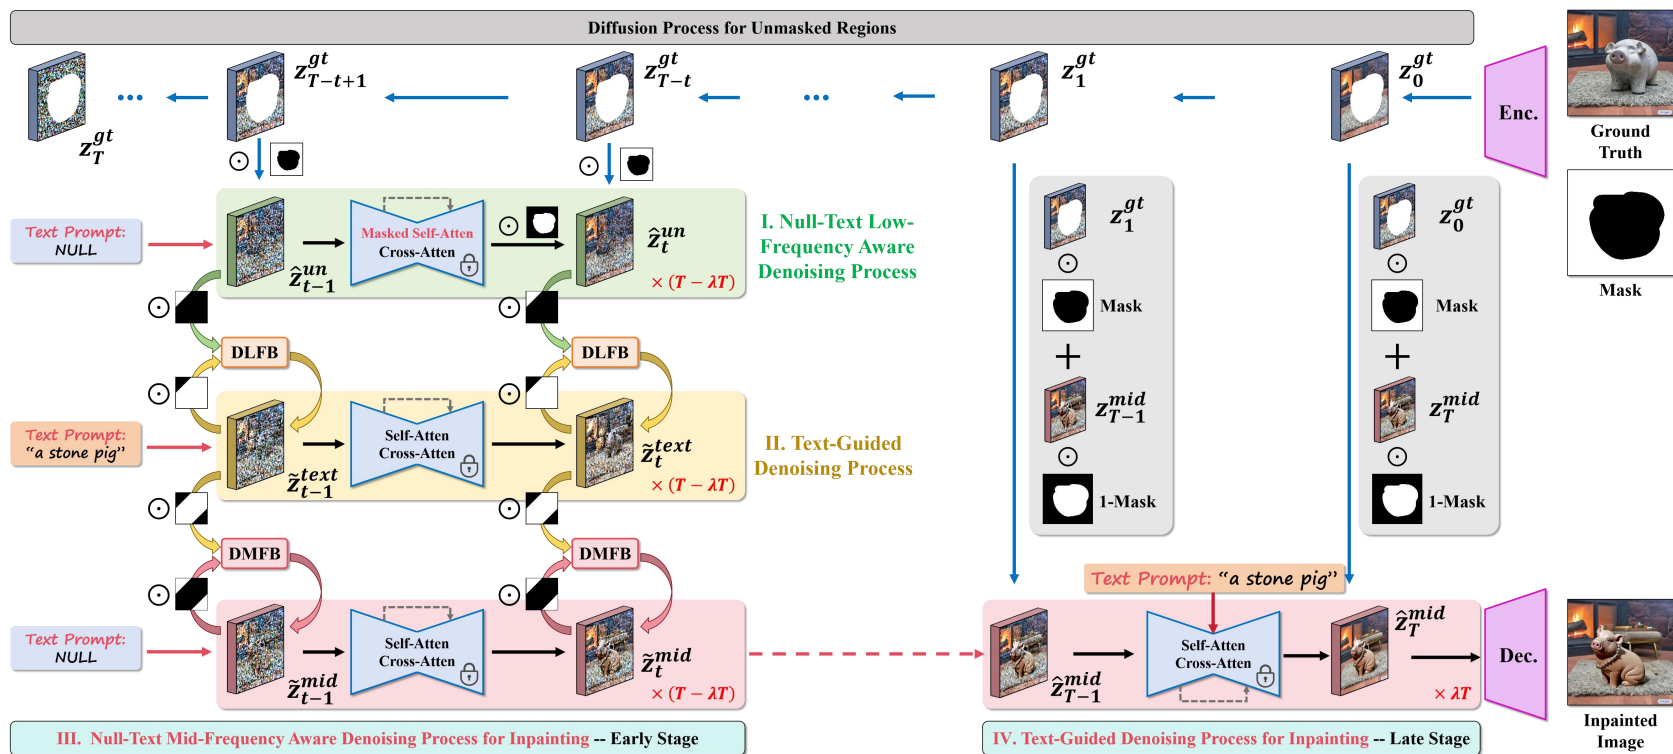 Diffusion Process for Unmasked Regions
z_T^{gt}
z_{T-t+1}^{gt}
z_{T-t}^{gt}
z_1^{gt}
z_0^{gt}
Enc.
Ground
Truth
Mask
Text Prompt:
NULL
ẑ_{t-1}^{un}
Masked Self-Atten
Cross-Atten
ẑ_t^{un}
× (T − λT)
I. Null-Text Low-
Frequency Aware
Denoising Process
DLFB
DLFB
Text Prompt:
“a stone pig”
z̃_{t-1}^{text}
Self-Atten
Cross-Atten
z̃_t^{text}
× (T − λT)
II. Text-Guided
Denoising Process
DMFB
DMFB
Text Prompt:
NULL
z̃_{t-1}^{mid}
Self-Atten
Cross-Atten
z̃_t^{mid}
× (T − λT)
III. Null-Text Mid-Frequency Aware Denoising Process for Inpainting -- Early Stage
z_1^{gt}
Mask
+
z_{T-1}^{mid}
1-Mask
z_0^{gt}
Mask
+
z_T^{mid}
1-Mask
Text Prompt: “a stone pig”
ẑ_{T-1}^{mid}
Self-Atten
Cross-Atten
ẑ_T^{mid}
× λT
Dec.
IV. Text-Guided Denoising Process for Inpainting -- Late Stage
Inpainted
Image